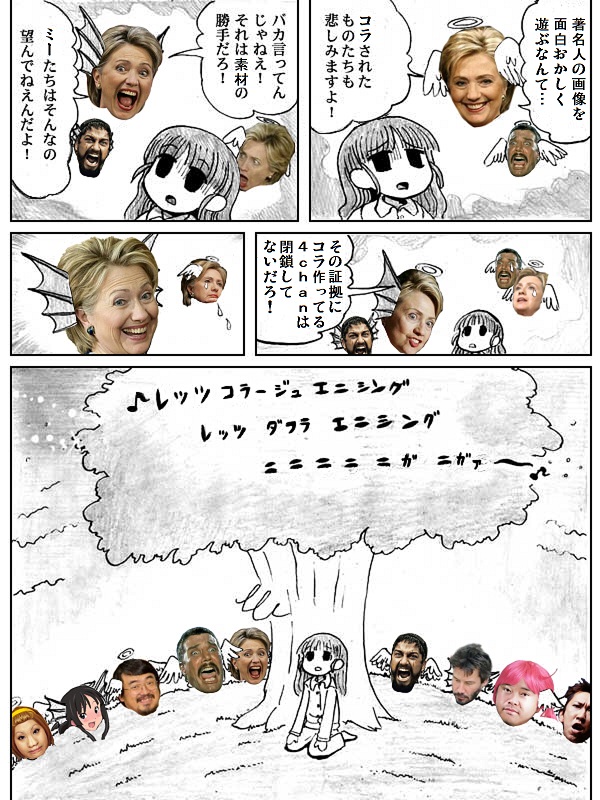 著名人の画像を
面白おかしく
遊ぶなんて…
コラされた
ものたちも
悲しみますよ!
バカ言ってん
じゃねえ!
それは素材の
勝手だろ!
ミーたちはそんなの
望んでねえんだよ!
その証拠に
コラ作ってる
4chanは
閉鎖して
ないだろ!
♪レッツ コラージュ エニシング
レッツ ダフラ エニシング
ニニニニ ニガ ニガァ〜♪